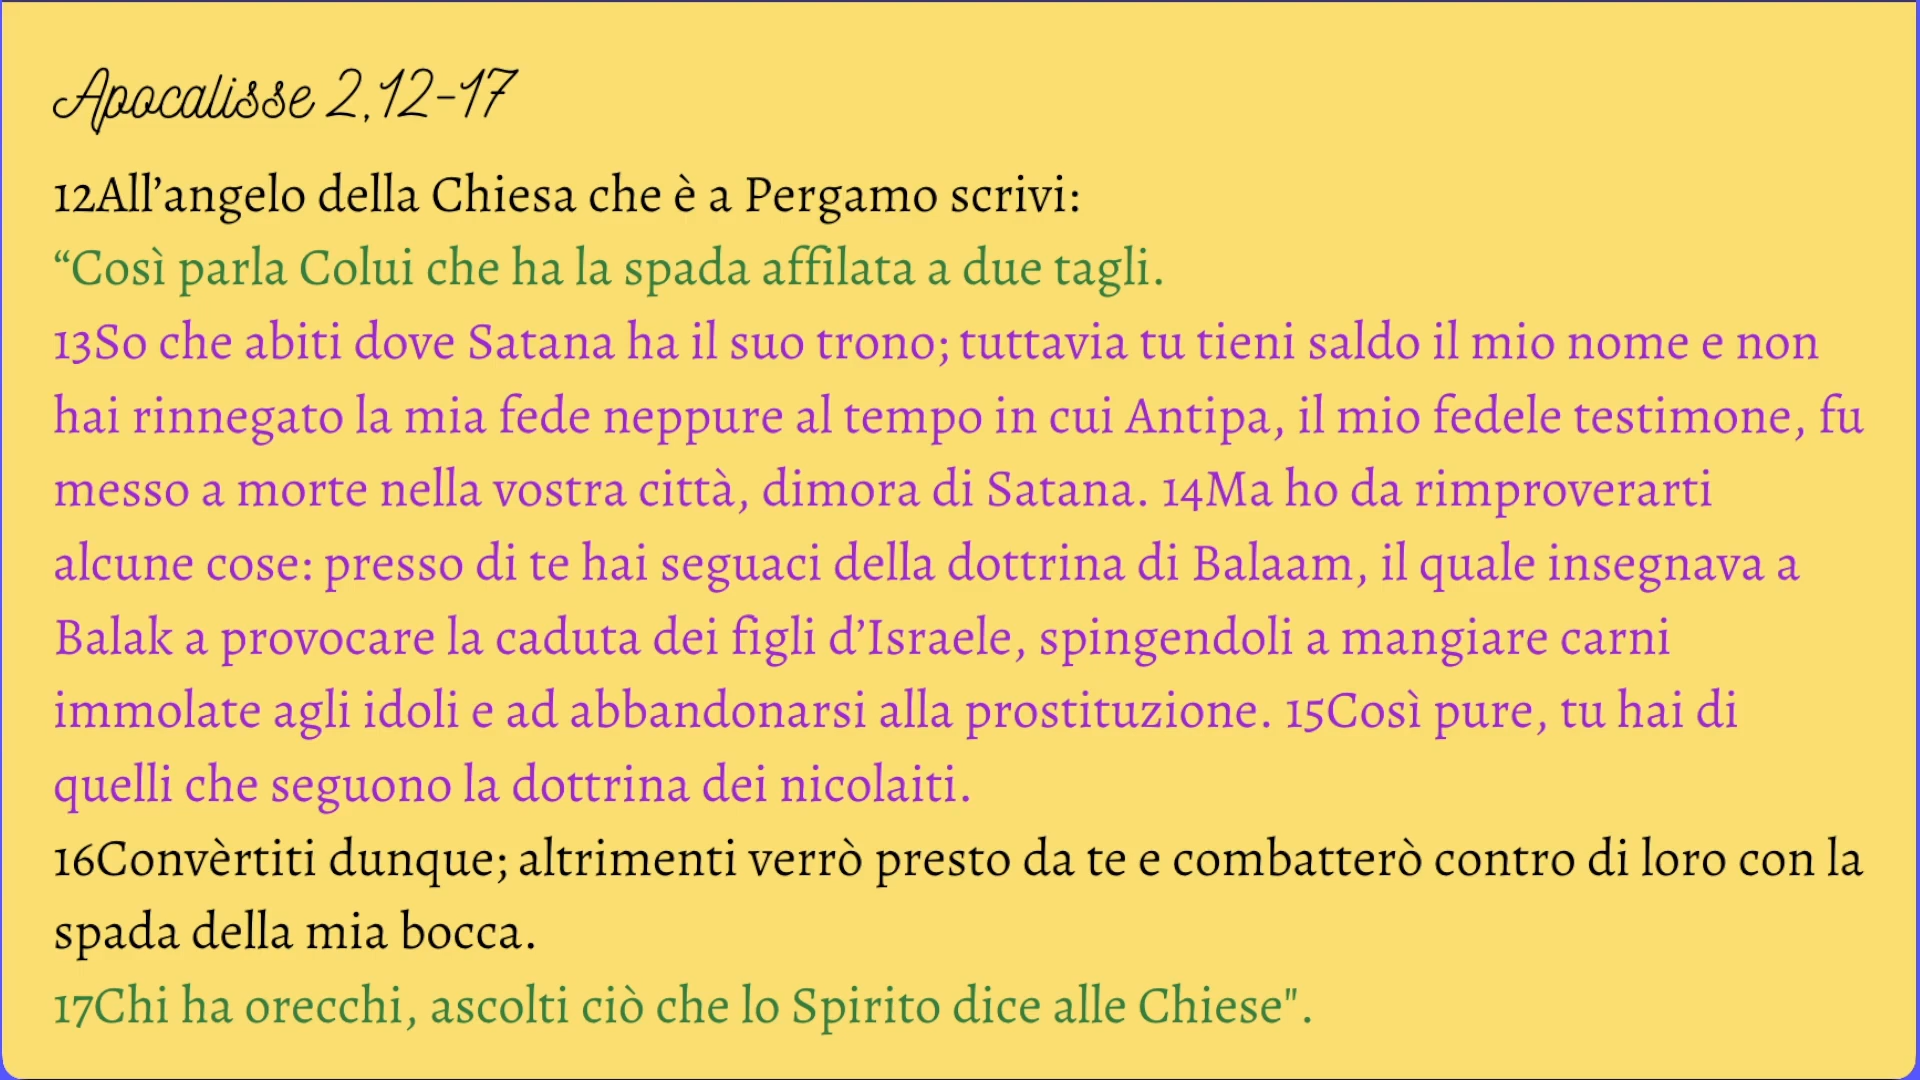 Apocalisse 2,12-17
12All’angelo della Chiesa che è a Pergamo scrivi:
“Così parla Colui che ha la spada affilata a due tagli.
13So che abiti dove Satana ha il suo trono; tuttavia tu tieni saldo il mio nome e non
hai rinnegato la mia fede neppure al tempo in cui Antipa, il mio fedele testimone, fu
messo a morte nella vostra città, dimora di Satana. 14Ma ho da rimproverarti
alcune cose: presso di te hai seguaci della dottrina di Balaam, il quale insegnava a
Balak a provocare la caduta dei figli d’Israele, spingendoli a mangiare carni
immolate agli idoli e ad abbandonarsi alla prostituzione. 15Così pure, tu hai di
quelli che seguono la dottrina dei nicolaiti.
16Convèrtiti dunque; altrimenti verrò presto da te e combatterò contro di loro con la
spada della mia bocca.
17Chi ha orecchi, ascolti ciò che lo Spirito dice alle Chiese".